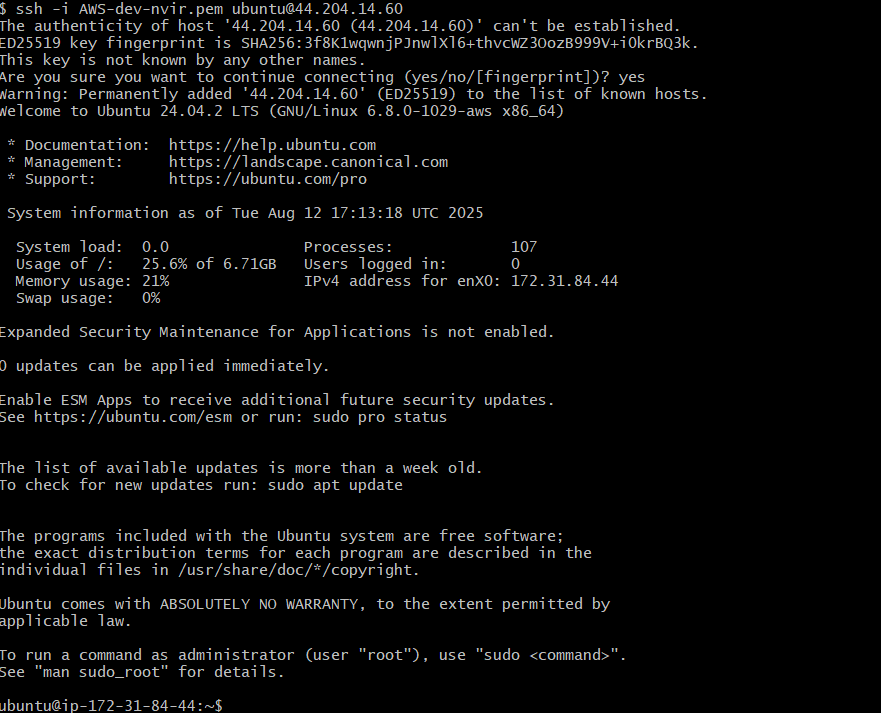 $ ssh -i AWS-dev-nvir.pem ubuntu@44.204.14.60
The authenticity of host '44.204.14.60 (44.204.14.60)' can't be established.
ED25519 key fingerprint is SHA256:3f8K1wqwnjPJnwlXl6+thvcWZ3OozB999V+iOkrBQ3k.
This key is not known by any other names.
Are you sure you want to continue connecting (yes/no/[fingerprint])? yes
Warning: Permanently added '44.204.14.60' (ED25519) to the list of known hosts.
Welcome to Ubuntu 24.04.2 LTS (GNU/Linux 6.8.0-1029-aws x86_64)
* Documentation: https://help.ubuntu.com
* Management: https://landscape.canonical.com
* Support: https://ubuntu.com/pro
System information as of Tue Aug 12 17:13:18 UTC 2025
System load: 0.0 Processes: 107
Usage of /: 25.6% of 6.71GB Users logged in: 0
Memory usage: 21% IPv4 address for enX0: 172.31.84.44
Swap usage: 0%
Expanded Security Maintenance for Applications is not enabled.
0 updates can be applied immediately.
Enable ESM Apps to receive additional future security updates.
See https://ubuntu.com/esm or run: sudo pro status
The list of available updates is more than a week old.
To check for new updates run: sudo apt update
The programs included with the Ubuntu system are free software;
the exact distribution terms for each program are described in the
individual files in /usr/share/doc/*/copyright.
Ubuntu comes with ABSOLUTELY NO WARRANTY, to the extent permitted by
applicable law.
To run a command as administrator (user "root"), use "sudo <command>".
See "man sudo_root" for details.
ubuntu@ip-172-31-84-44:~$